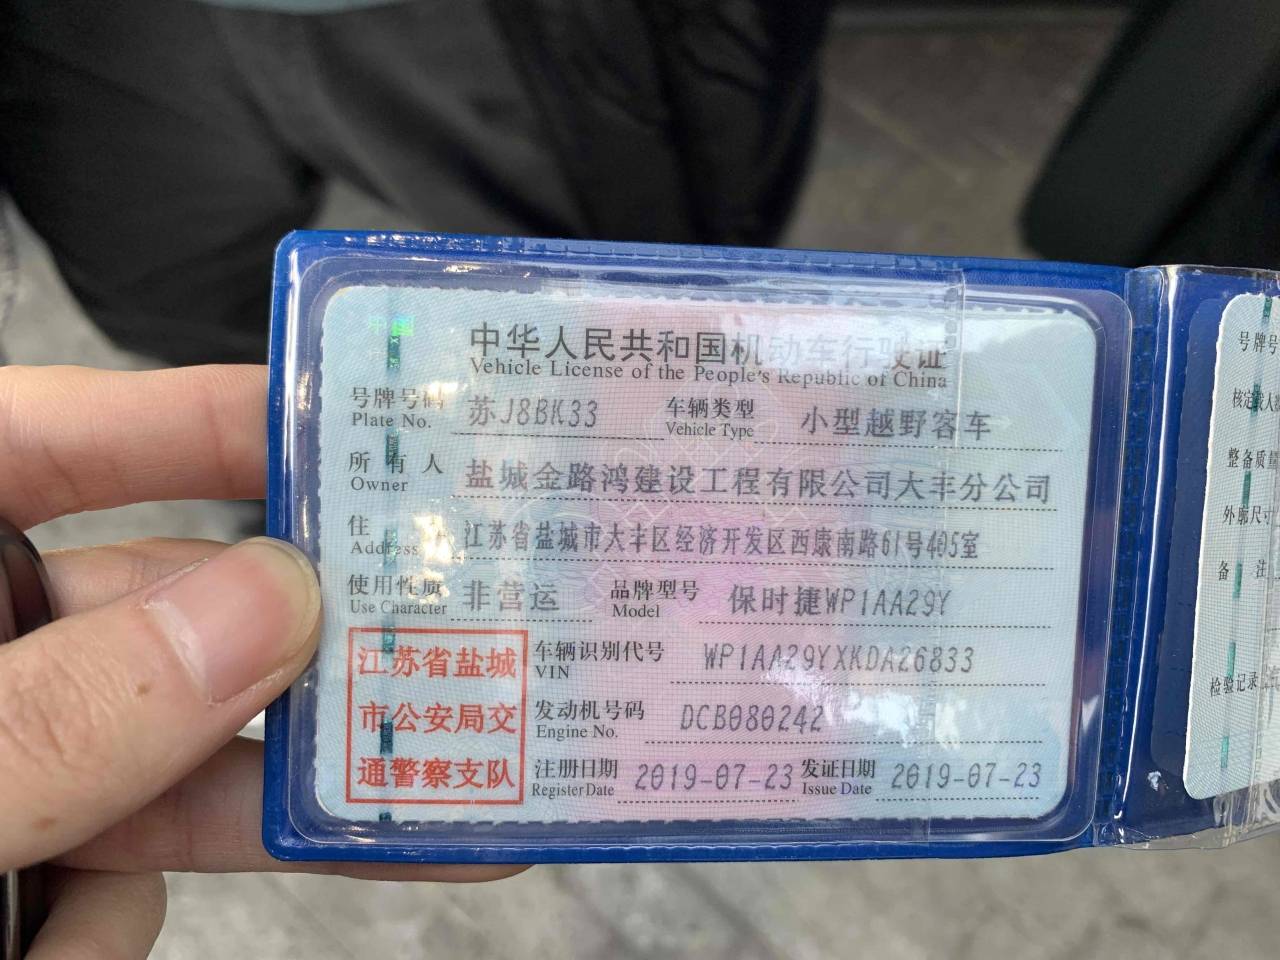 中国
中华人民共和国机动车行驶证
Vehicle License of the People's Republic of China
号牌号码 苏J8BK33 车辆类型 小型越野客车
Plate No. Vehicle Type
所有人 盐城金路鸿建设工程有限公司大丰分公司
Owner
住 江苏省盐城市大丰区经济开发区西康南路61号405室
Address
使用性质 非营运 品牌型号 保时捷WP1AA29Y
Use Character Model
江苏省盐城
市公安局交
通警察支队
车辆识别代号 WP1AA29YXKDA26833
VIN
发动机号码 DCB080242
Engine No.
注册日期 2019-07-23 发证日期 2019-07-23
Register Date Issue Date
号牌号
核定载人
整备质量
外廓尺寸
备 注
检验记录